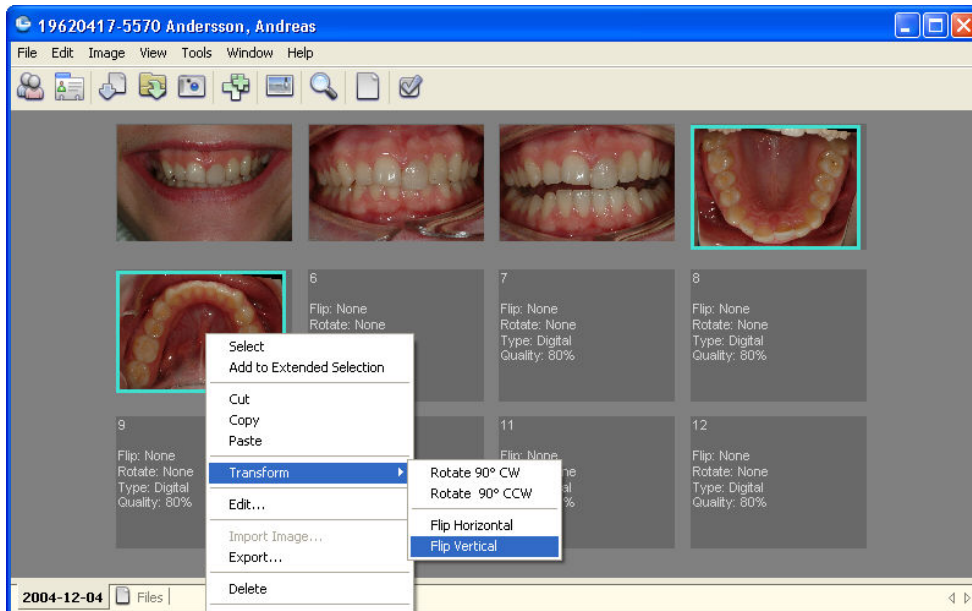 19620417-5570 Andersson, Andreas
File Edit Image View Tools Window Help
6
Flip: None
Rotate: None
7
Flip: None
Rotate: None
Type: Digital
Quality: 80%
8
Flip: None
Rotate: None
Type: Digital
Quality: 80%
Select
Add to Extended Selection
Cut
Copy
Paste
Transform
Edit...
Import Image...
Export...
Delete
Rotate 90° CW
Rotate 90° CCW
Flip Horizontal
Flip Vertical
9
Flip: None
Rotate: None
Type: Digital
Quality: 80%
11
Flip: None
12
Flip: None
Rotate: None
Type: Digital
Quality: 80%
2004-12-04 Files